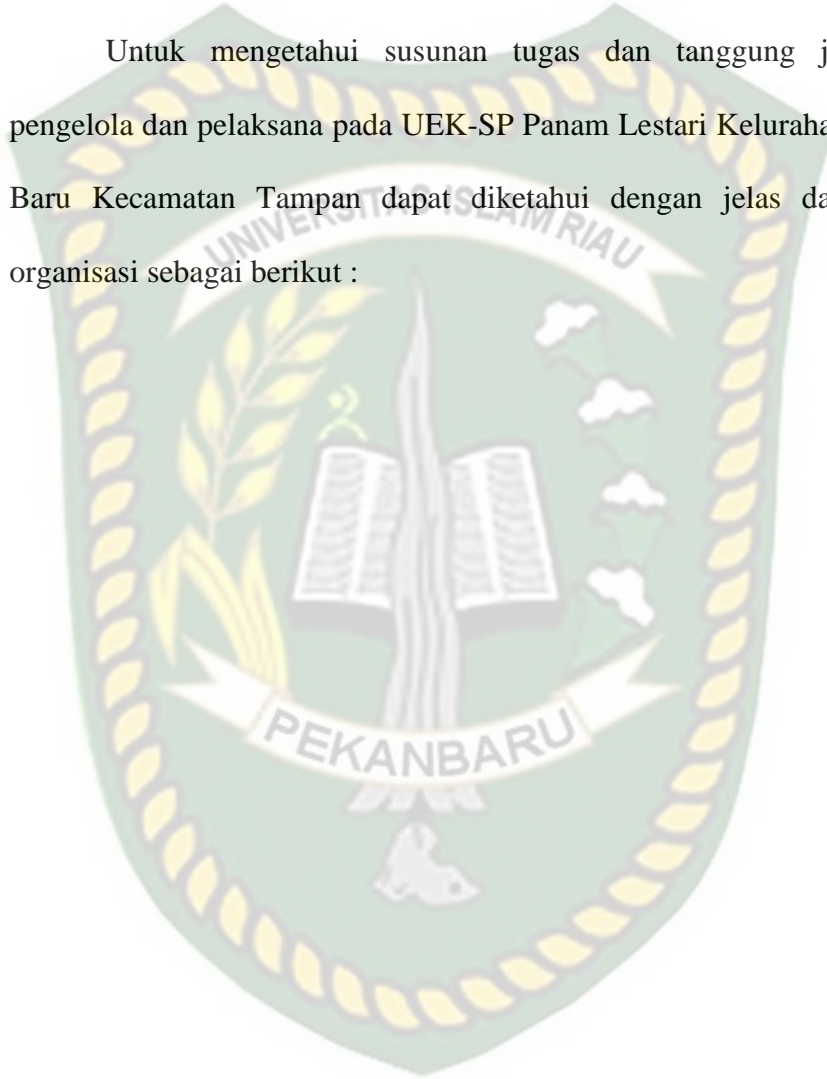 Untuk mengetahui susunan tugas dan tanggung j
pengelola dan pelaksana pada UEK-SP Panam Lestari Keluraha
Baru Kecamatan Tampan dapat diketahui dengan jelas da
organisasi sebagai berikut :
UNIVERSITAS ISLAM RIAU
PEKANBARU